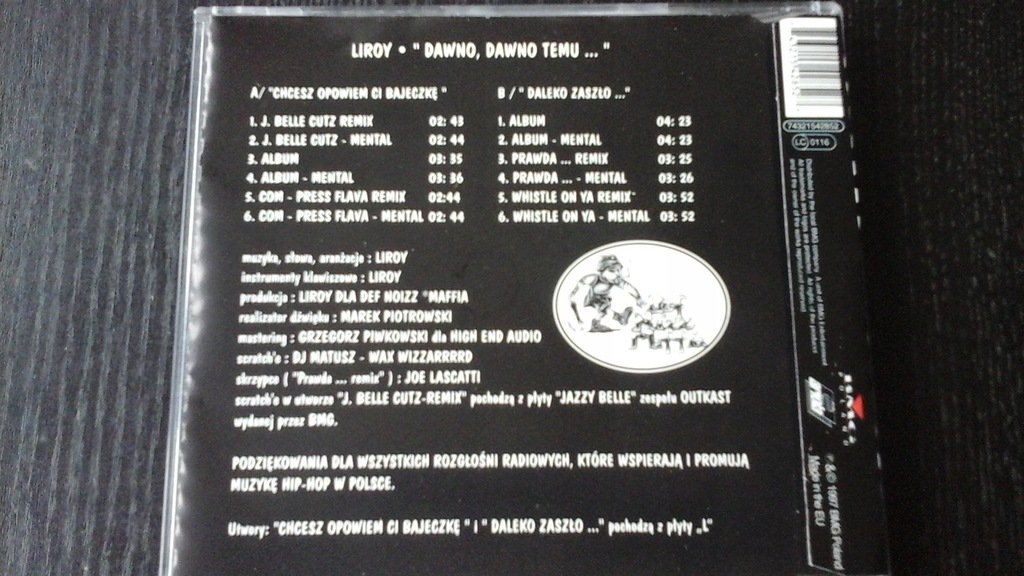 LIROY • " DAWNO, DAWNO TEMU ... "
A/ "CHCESZ OPOWIEM CI BAJECZKĘ "
1. J. BELLE CUTZ REMIX 02: 43
2. J. BELLE CUTZ - MENTAL 02: 44
3. ALBUM 03: 35
4. ALBUM - MENTAL 03: 36
5. COM - PRESS FLAVA REMIX 02:44
6. COM - PRESS FLAVA - MENTAL 02: 44
B / " DALEKO ZASZŁO ..."
1. ALBUM 04: 23
2. ALBUM - MENTAL 04: 23
3. PRAWDA ... REMIX 03: 25
4. PRAWDA ... - MENTAL 03: 26
5. WHISTLE ON YA REMIX 03: 52
6. WHISTLE ON YA - MENTAL 03: 52
muzyka, słowa, aranżacje : LIROY
instrumenty klawiszowe : LIROY
produkcja : LIROY DLA DEF NOIZZ "MAFFIA
realizator dźwięku : MAREK PIOTROWSKI
mastering : GRZEGORZ PIWKOWSKI dla HIGH END AUDIO
scratch'e : DJ MATUSZ - WAX WIZZARRRRD
skrzypce ( "Prawda ... remix" ) : JOE LASCATTI
scratch'e w utworze "J. BELLE CUTZ-REMIX" pochodzą z płyty "JAZZY BELLE" zespołu OUTKAST
wydanej przez BMG.
PODZIĘKOWANIA DLA WSZYSTKICH ROZGŁOŚNI RADIOWYCH, KTÓRE WSPIERAJĄ I PROMUJĄ
MUZYKĘ HIP-HOP W POLSCE.
Utwory: "CHCESZ OPOWIEM CI BAJECZKĘ " I " DALEKO ZASZŁO ..." pochodzą z płyty „L"
74321542852
LC 0116
BMG
℗ & © 1997 BMG Poland
Made in the EU